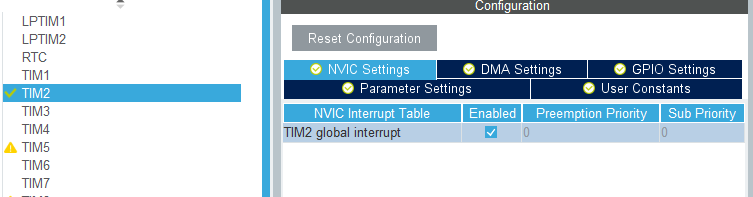 LPTIM1
LPTIM2
RTC
TIM1
TIM2
TIM3
TIM4
TIM5
TIM6
TIM7
Configuration
Reset Configuration
NVIC Settings DMA Settings GPIO Settings
Parameter Settings User Constants
NVIC Interrupt Table Enabled Preemption Priority Sub Priority
TIM2 global interrupt 0 0